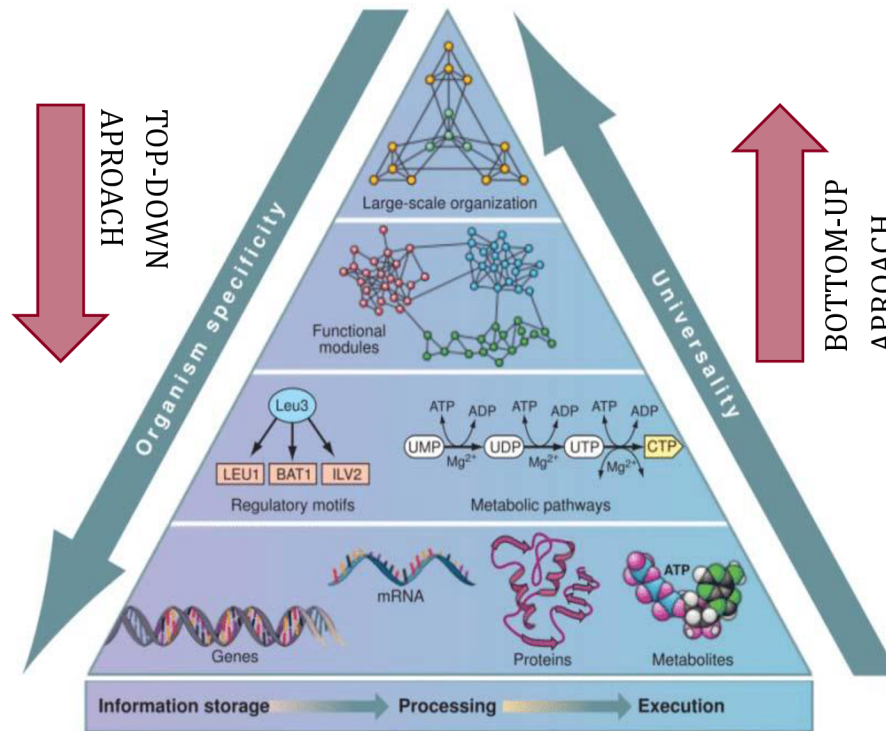 TOP-DOWN
APROACH
Organism specificity
Universality
BOTTOM-UP
APPROACH
Large-scale organization
Functional
modules
Leu3
LEU1 BAT1 ILV2
Regulatory motifs
ATP ADP ATP ADP ATP ADP
UMP UDP UTP CTP
Mg²⁺ Mg²⁺ Mg²⁺
Metabolic pathways
Genes
mRNA
Proteins
ATP
Metabolites
Information storage Processing Execution